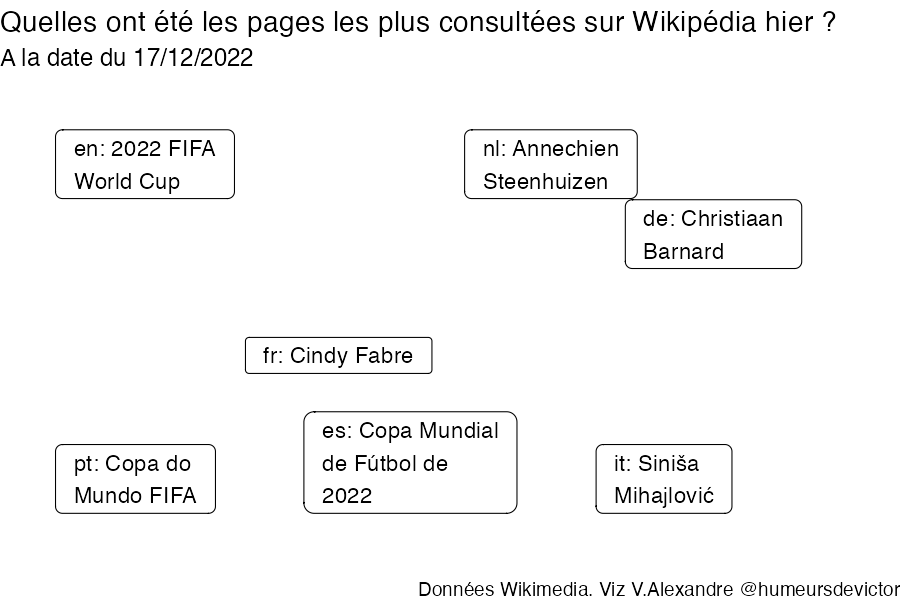 Quelles ont été les pages les plus consultées sur Wikipédia hier ?
A la date du 17/12/2022
en: 2022 FIFA
World Cup
nl: Annechien
Steenhuizen
de: Christiaan
Barnard
fr: Cindy Fabre
es: Copa Mundial
de Fútbol de
2022
pt: Copa do
Mundo FIFA
it: Siniša
Mihajlović
Données Wikimedia. Viz V.Alexandre @humeursdevictor